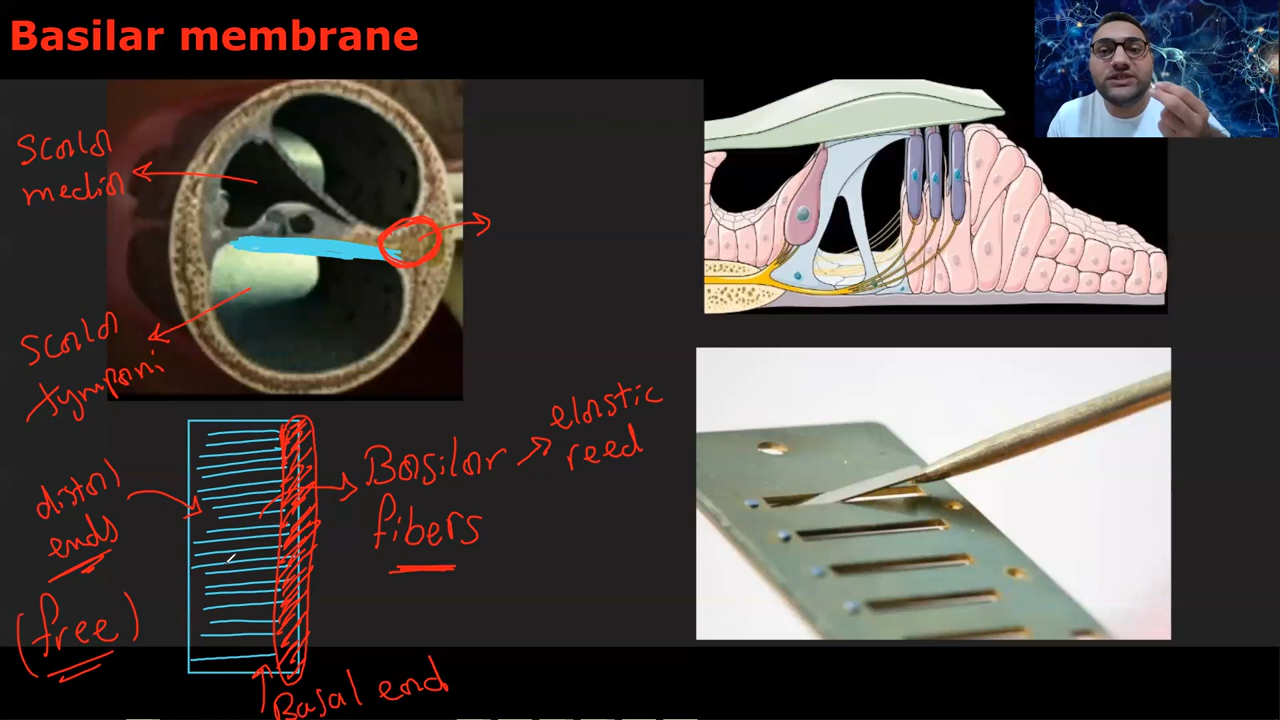 Basilar membrane
Scala
media
Scala
tympani
distal
ends
(free)
Basilar
fibers
elastic
reed
Basal end